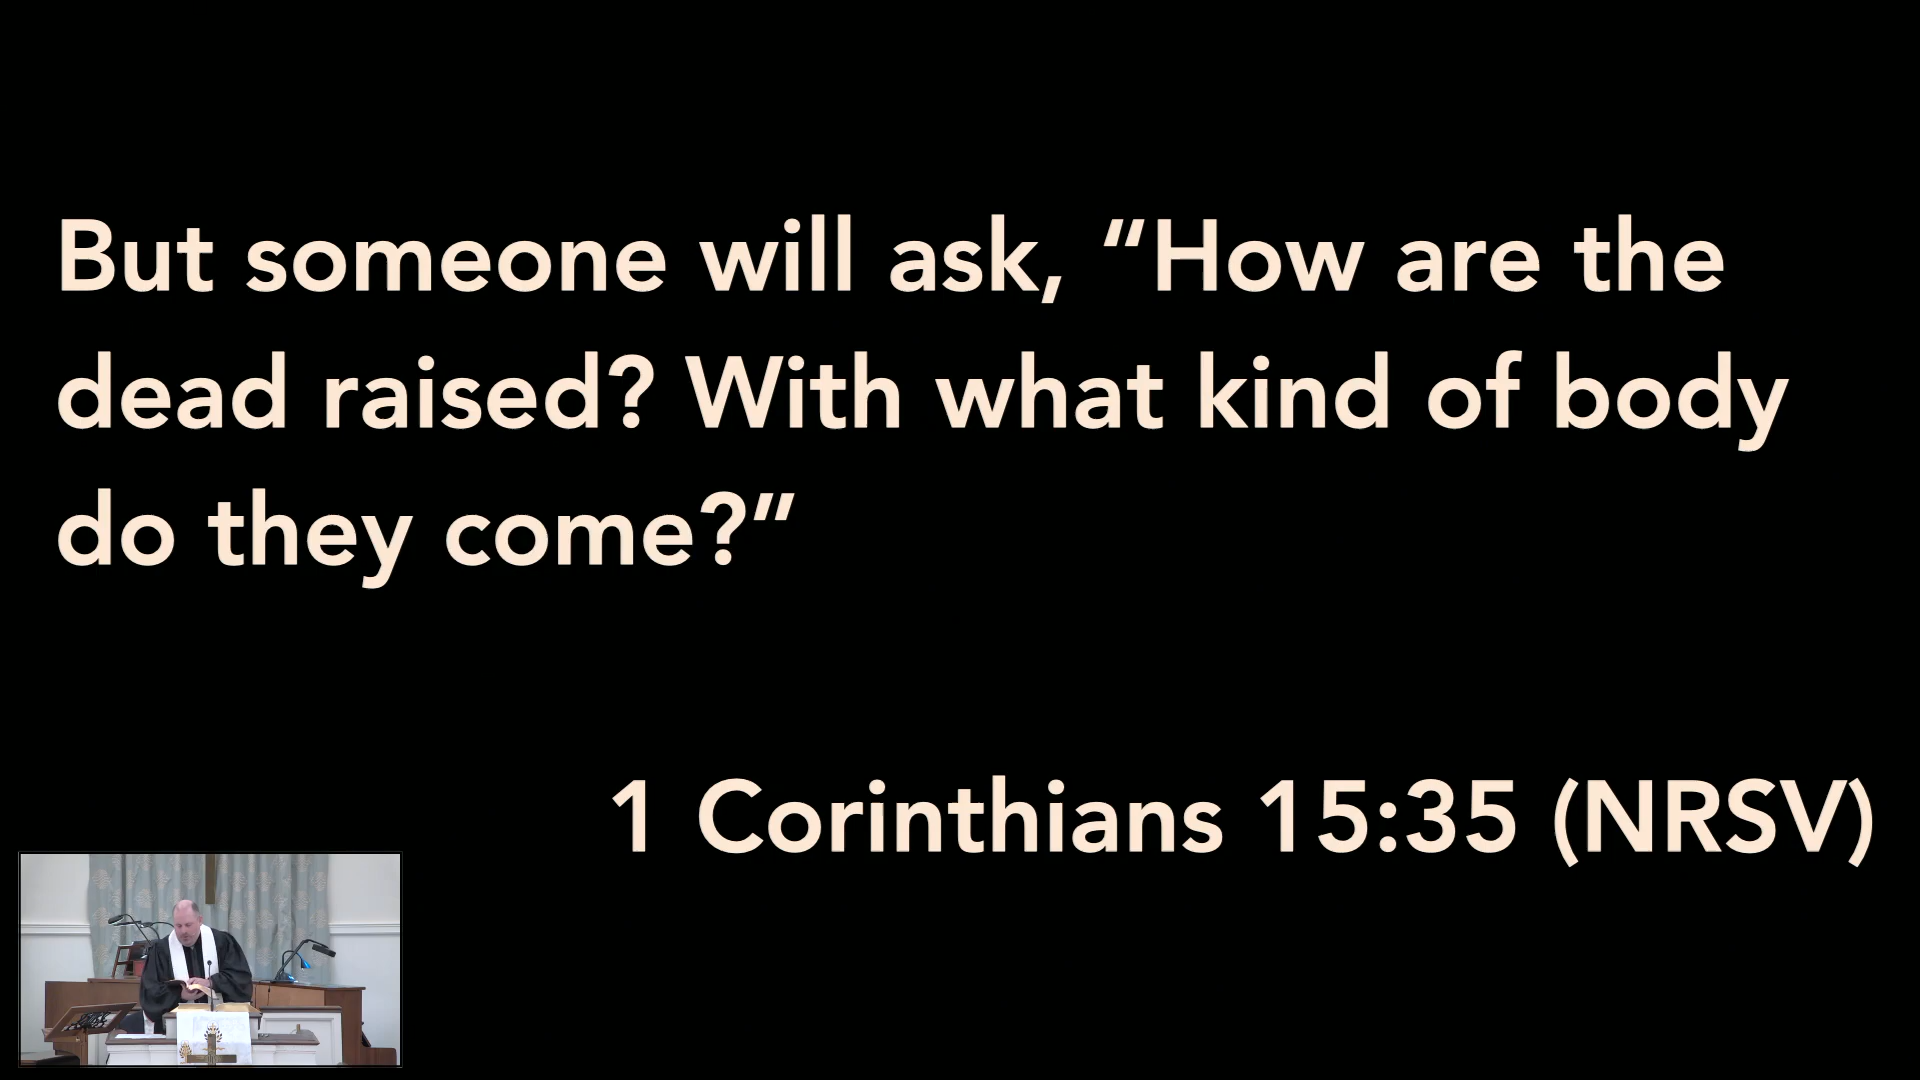 But someone will ask, “How are the
dead raised? With what kind of body
do they come?”
1 Corinthians 15:35 (NRSV)